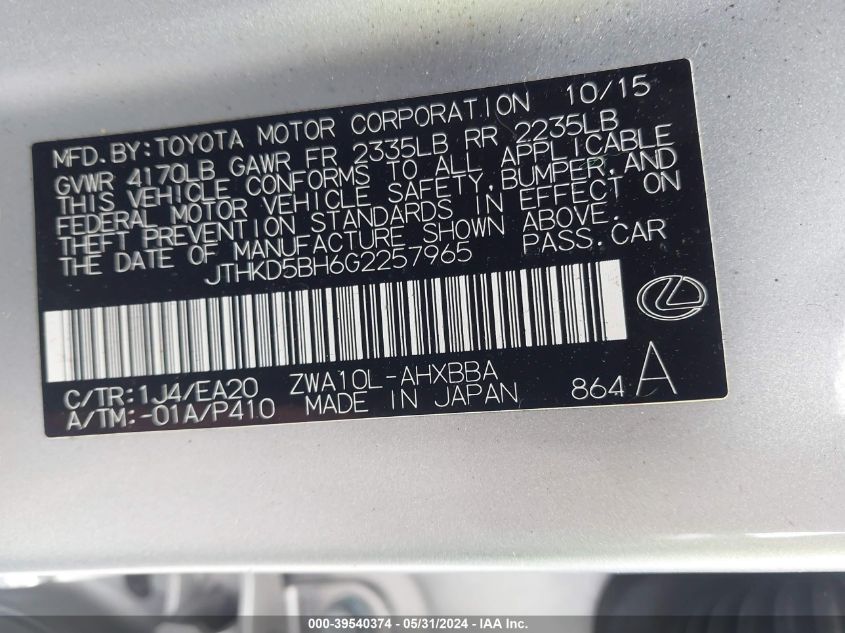 MFD. BY: TOYOTA MOTOR CORPORATION 10/15
GVWR 4170LB GAWR FR 2335LB RR 2235LB
THIS VEHICLE CONFORMS TO ALL APPLICABLE
FEDERAL MOTOR VEHICLE SAFETY, BUMPER, AND
THEFT PREVENTION STANDARDS IN EFFECT ON
THE DATE OF MANUFACTURE SHOWN ABOVE.
JTHKD5BH6G2257965 PASS. CAR
C/TR: 1J4/EA20 ZWA10L-AHXBBA
A/TM: -01A/P410 MADE IN JAPAN 864 A
000-39540374 - 05/31/2024 - IAA Inc.